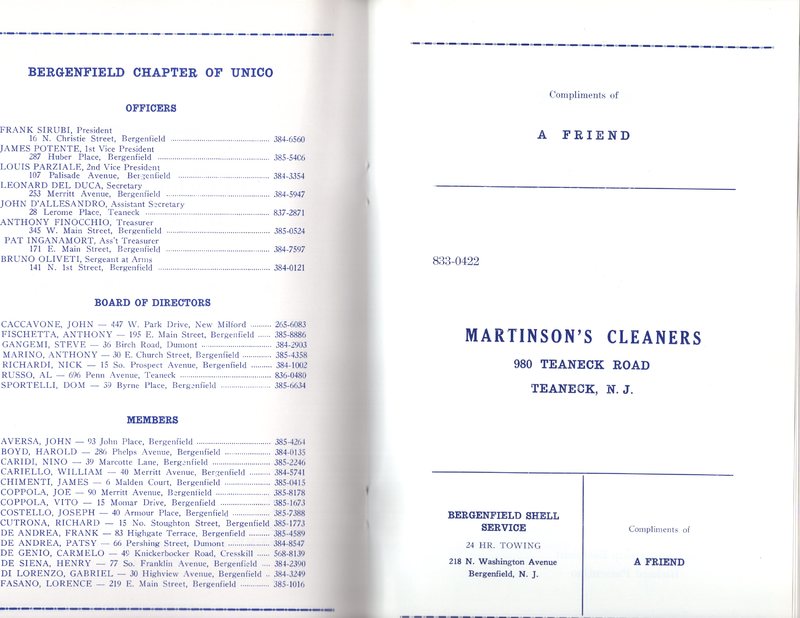 BERGENFIELD CHAPTER OF UNICO
OFFICERS
FRANK SIRUBI, President
16 N. Christie Street, Bergenfield ........ 384-6560
JAMES POTENTE, 1st Vice President
287 Huber Place, Bergenfield ........ 385-5406
LOUIS PARZIALE, 2nd Vice President
107 Palisade Avenue, Bergenfield ........ 384-3354
LEONARD DEL DUCA, Secretary
253 Merritt Avenue, Bergenfield ........ 384-5947
JOHN D'ALLESANDRO, Assistant Secretary
28 Lerome Place, Teaneck ........ 837-2871
ANTHONY FINOCCHIO, Treasurer
345 W. Main Street, Bergenfield ........ 385-0524
PAT INGANAMORT, Ass't Treasurer
171 E. Main Street, Bergenfield ........ 384-7597
BRUNO OLIVETI, Sergeant at Arms
141 N. 1st Street, Bergenfield ........ 384-0121
BOARD OF DIRECTORS
CACCAVONE, JOHN — 447 W. Park Drive, New Milford ........ 265-6083
FISCHETTA, ANTHONY — 195 E. Main Street, Bergenfield ........ 385-8886
GANGEMI, STEVE — 36 Birch Road, Dumont ........ 384-2903
MARINO, ANTHONY — 30 E. Church Street, Bergenfield ........ 385-4358
RICHARDI, NICK — 15 So. Prospect Avenue, Bergenfield ........ 384-1002
RUSSO, AL — 696 Penn Avenue, Teaneck ........ 836-0480
SPORTELLI, DOM — 59 Byrne Place, Bergenfield ........ 385-6634
MEMBERS
AVERSA, JOHN — 93 John Place, Bergenfield ........ 385-4264
BOYD, HAROLD — 286 Phelps Avenue, Bergenfield ........ 384-0135
CARIDI, NINO — 39 Marcotte Lane, Bergenfield ........ 385-2246
CARIELLO, WILLIAM — 40 Merritt Avenue, Bergenfield ........ 384-5741
CHIMENTI, JAMES — 6 Malden Court, Bergenfield ........ 385-0415
COPPOLA, JOE — 90 Merritt Avenue, Bergenfield ........ 385-8178
COPPOLA, VITO — 15 Momar Drive, Bergenfield ........ 385-1673
COSTELLO, JOSEPH — 40 Armour Place, Bergenfield ........ 385-7388
CUTRONA, RICHARD — 15 No. Stoughton Street, Bergenfield 385-1773
DE ANDREA, FRANK — 83 Highgate Terrace, Bergenfield ........ 385-4589
DE ANDREA, PATSY — 66 Pershing Street, Dumont ........ 384-8547
DE GENIO, CARMELO — 49 Knickerbocker Road, Cresskill ...... 568-8139
DE SIENA, HENRY — 77 So. Franklin Avenue, Bergenfield .... 384-2390
DI LORENZO, GABRIEL — 30 Highview Avenue, Bergenfield .. 384-3249
FASANO, LORENCE — 219 E. Main Street, Bergenfield ........ 385-1016
Compliments of
A FRIEND
833-0422
MARTINSON'S CLEANERS
980 TEANECK ROAD
TEANECK, N. J.
BERGENFIELD SHELL
SERVICE
24 HR. TOWING
218 N. Washington Avenue
Bergenfield, N. J.
Compliments of
A FRIEND